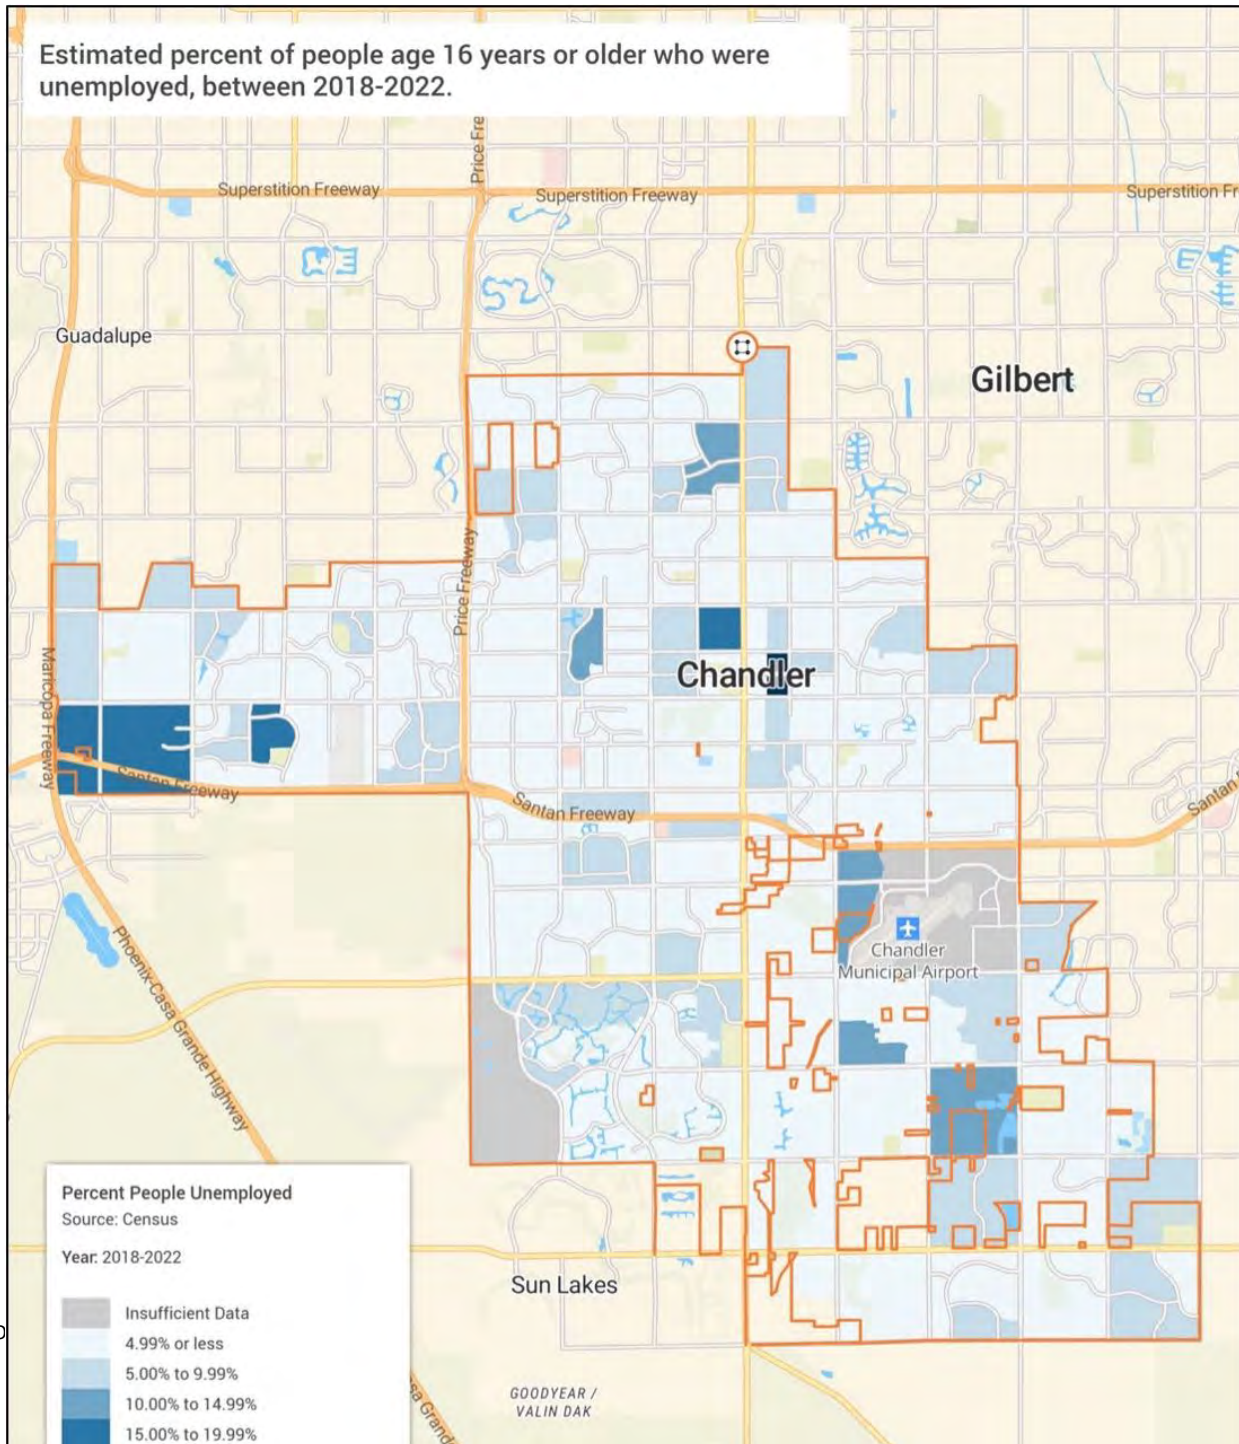 Estimated percent of people age 16 years or older who were
unemployed, between 2018-2022.
Price Fre
Superstition Freeway
Superstition Freeway
Superstition Fr
Guadalupe
Gilbert
Price Freeway
Maricopa Freeway
Chandler
Santan Freeway
Santan Freeway
Santan
Chandler
Municipal Airport
Phoenix-Casa Grande Highway
Percent People Unemployed
Source: Census
Year: 2018-2022
Insufficient Data
4.99% or less
5.00% to 9.99%
10.00% to 14.99%
15.00% to 19.99%
Sun Lakes
GOODYEAR /
VALIN DAK
sa Grand